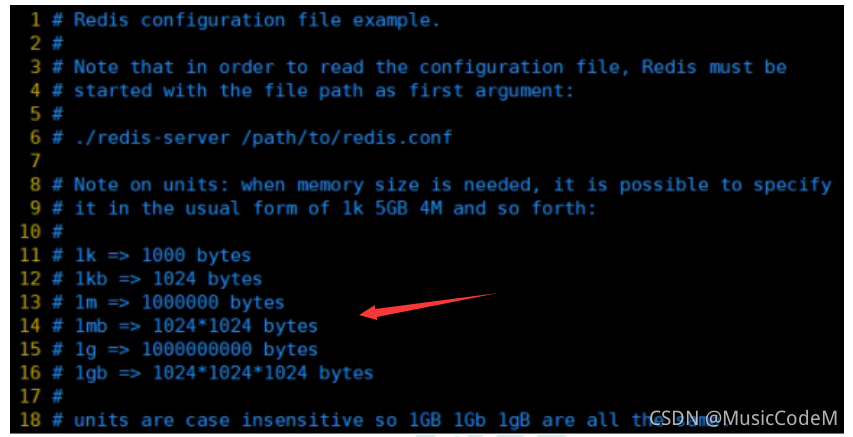 1 # Redis configuration file example.
2 #
3 # Note that in order to read the configuration file, Redis must be
4 # started with the file path as first argument:
5 #
6 # ./redis-server /path/to/redis.conf
7
8 # Note on units: when memory size is needed, it is possible to specify
9 # it in the usual form of 1k 5GB 4M and so forth:
10 #
11 # 1k => 1000 bytes
12 # 1kb => 1024 bytes
13 # 1m => 1000000 bytes
14 # 1mb => 1024*1024 bytes
15 # 1g => 1000000000 bytes
16 # 1gb => 1024*1024*1024 bytes
17 #
18 # units are case insensitive so 1GB 1Gb 1gB are all the
CSDN @MusicCodeM